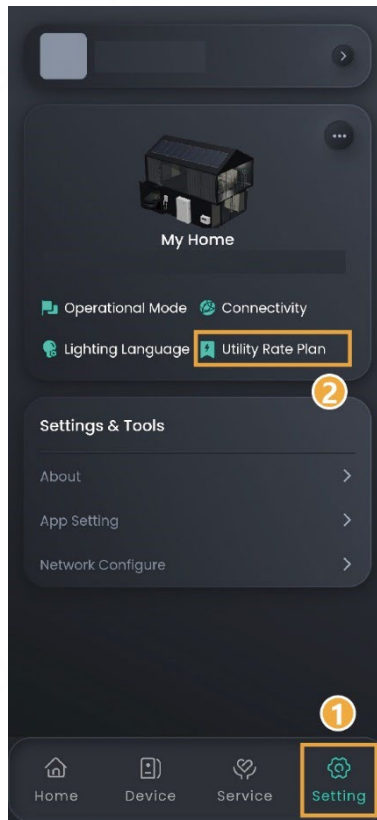 My Home
Operational Mode Connectivity
Lighting Language Utility Rate Plan
2
Settings & Tools
About
App Setting
Network Configure
1
Home Device Service Setting